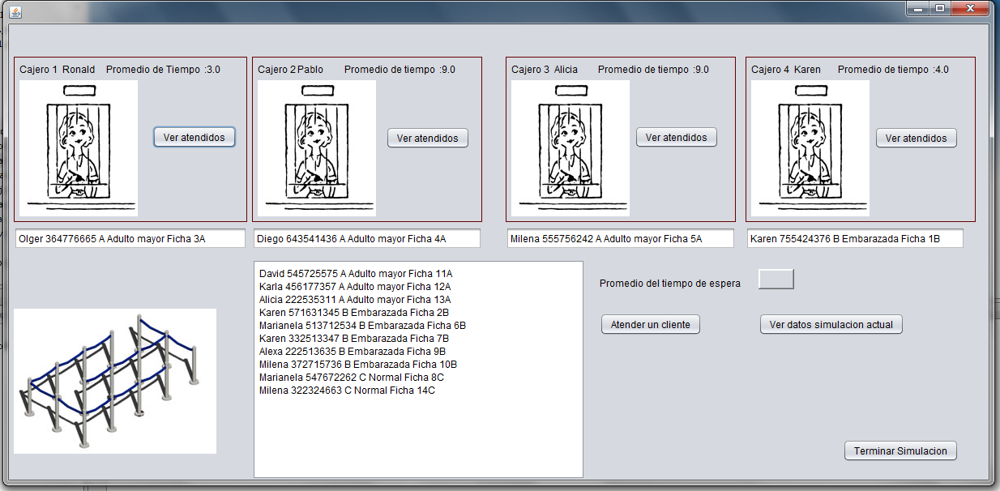 Cajero 1 Ronald Promedio de Tiempo :3.0
Cajero 2 Pablo Promedio de tiempo :9.0
Cajero 3 Alicia Promedio de tiempo :9.0
Cajero 4 Karen Promedio de tiempo :4.0
Ver atendidos
Ver atendidos
Ver atendidos
Ver atendidos
Olger 364776665 A Adulto mayor Ficha 3A
Diego 643541436 A Adulto mayor Ficha 4A
Milena 555756242 A Adulto mayor Ficha 5A
Karen 755424376 B Embarazada Ficha 1B
David 545725575 A Adulto mayor Ficha 11A
Karla 456177357 A Adulto mayor Ficha 12A
Alicia 222535311 A Adulto mayor Ficha 13A
Karen 571631345 B Embarazada Ficha 2B
Marianela 513712534 B Embarazada Ficha 6B
Karen 332513347 B Embarazada Ficha 7B
Alexa 222513635 B Embarazada Ficha 9B
Milena 372715736 B Embarazada Ficha 10B
Marianela 547672262 C Normal Ficha 8C
Milena 322324663 C Normal Ficha 14C
Promedio del tiempo de espera
Atender un cliente
Ver datos simulacion actual
Terminar Simulacion